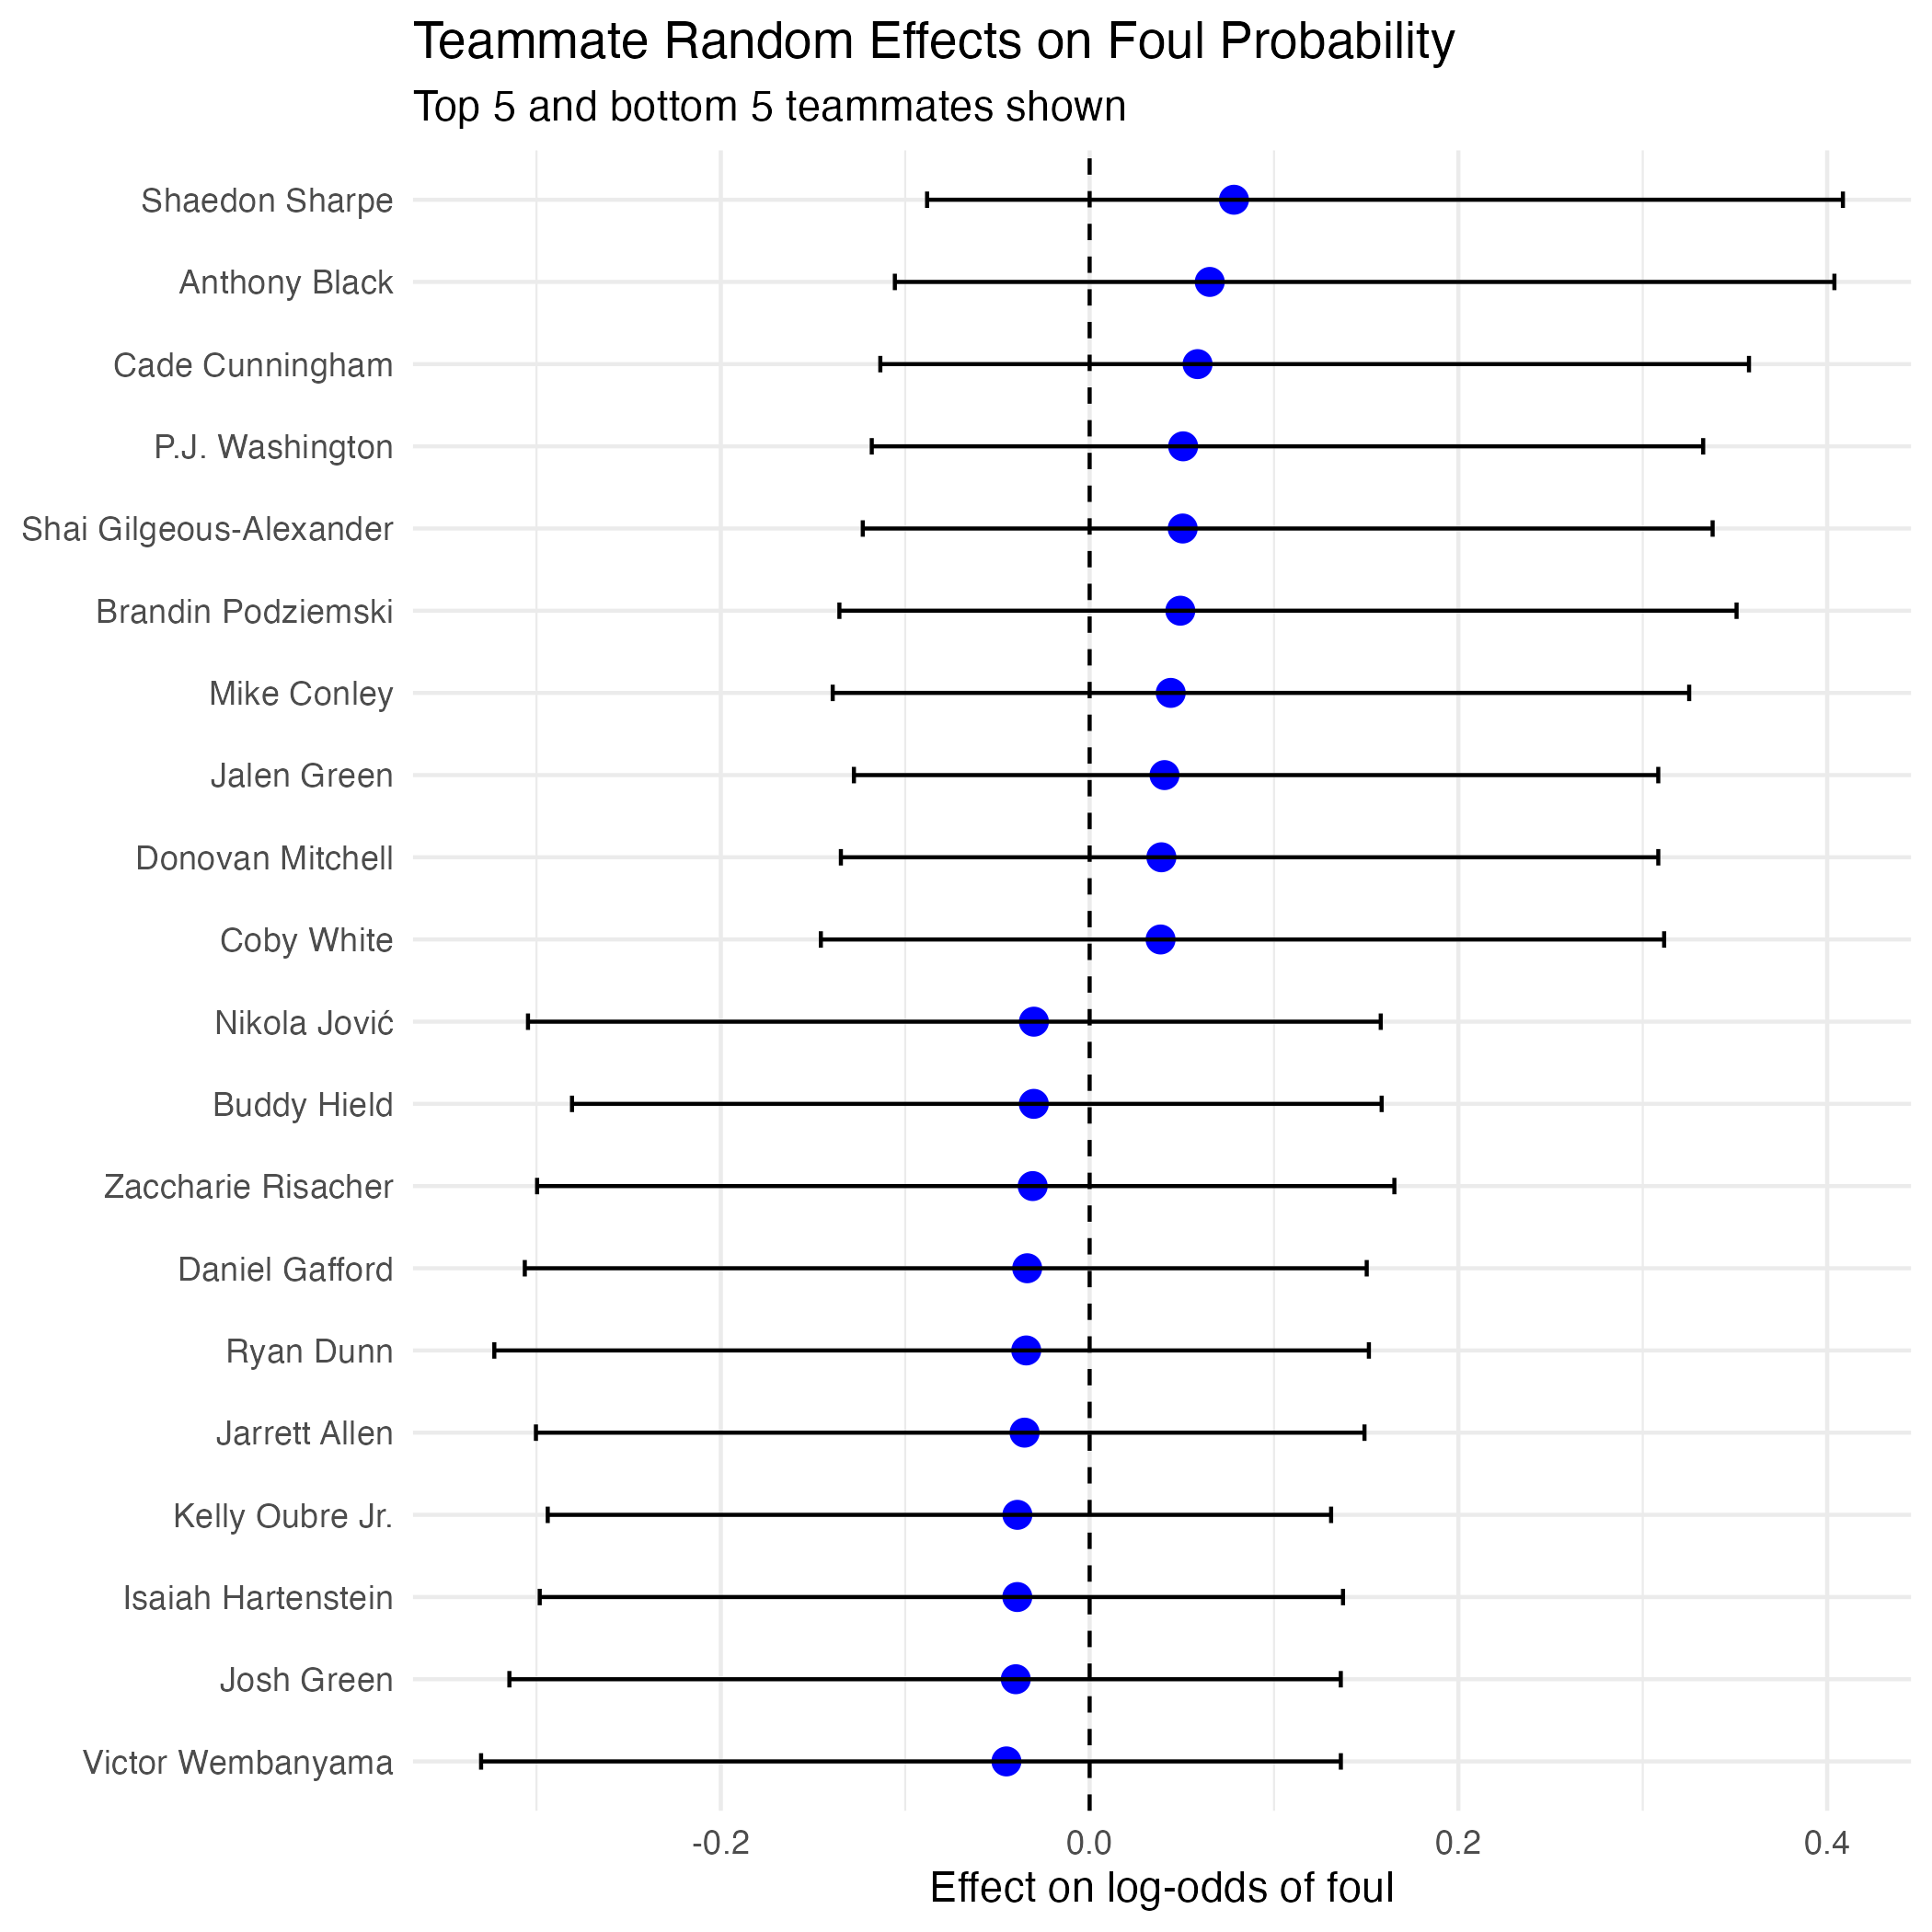 Teammate Random Effects on Foul Probability
Top 5 and bottom 5 teammates shown
Shaedon Sharpe
Anthony Black
Cade Cunningham
P.J. Washington
Shai Gilgeous-Alexander
Brandin Podziemski
Mike Conley
Jalen Green
Donovan Mitchell
Coby White
Nikola Jović
Buddy Hield
Zaccharie Risacher
Daniel Gafford
Ryan Dunn
Jarrett Allen
Kelly Oubre Jr.
Isaiah Hartenstein
Josh Green
Victor Wembanyama
-0.2 0.0 0.2 0.4
Effect on log-odds of foul